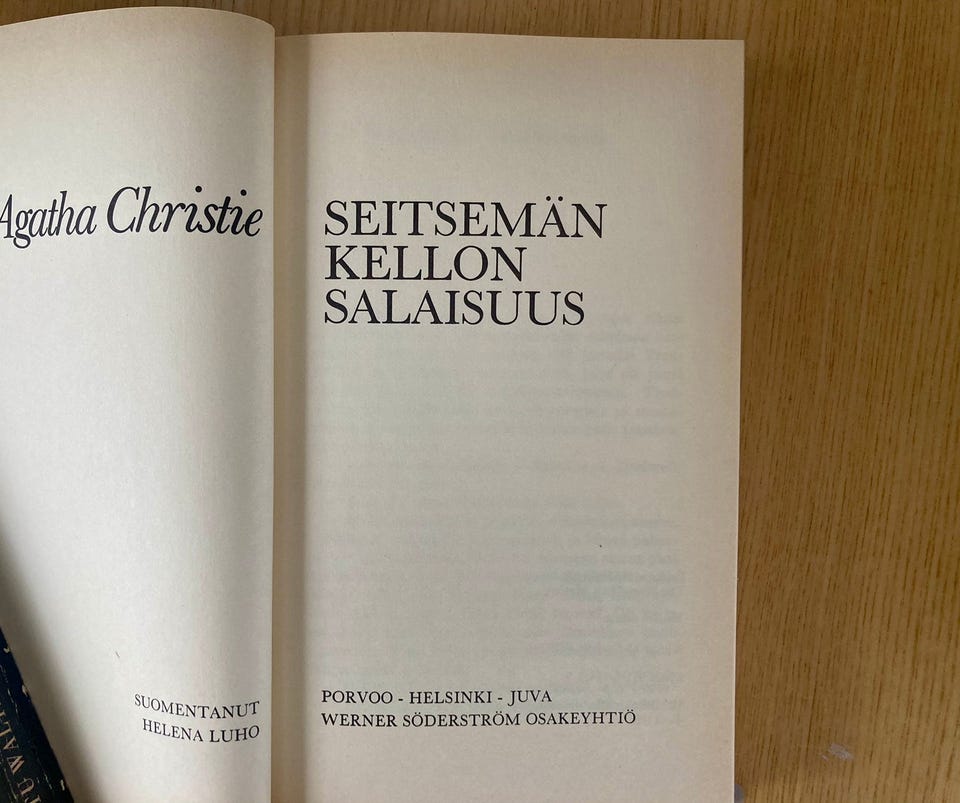 Agatha Christie
SUOMENTANUT
HELENA LUHO
SEITSEMÄN
KELLON
SALAISUUS
PORVOO - HELSINKI - JUVA
WERNER SÖDERSTRÖM OSAKEYHTIÖ